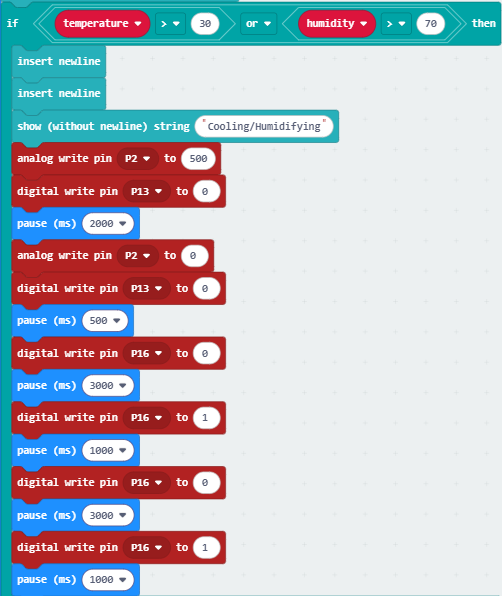 if temperature > 30 or humidity > 70 then
insert newline
insert newline
show (without newline) string "Cooling/Humidifying"
analog write pin P2 to 500
digital write pin P13 to 0
pause (ms) 2000
analog write pin P2 to 0
digital write pin P13 to 0
pause (ms) 500
digital write pin P16 to 0
pause (ms) 3000
digital write pin P16 to 1
pause (ms) 1000
digital write pin P16 to 0
pause (ms) 3000
digital write pin P16 to 1
pause (ms) 1000